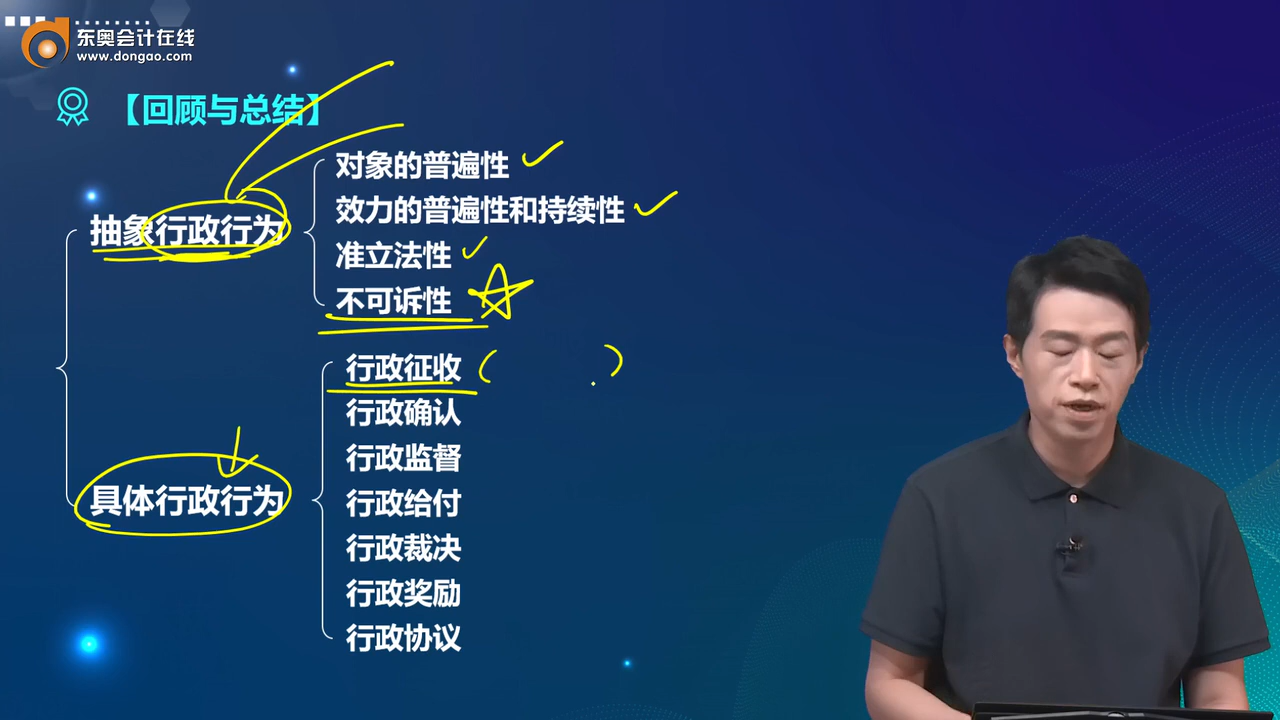 东奥会计在线
www.dongao.com
【回顾与总结】
抽象行政行为
对象的普遍性
效力的普遍性和持续性
准立法性
不可诉性
具体行政行为
行政征收
行政确认
行政监督
行政给付
行政裁决
行政奖励
行政协议